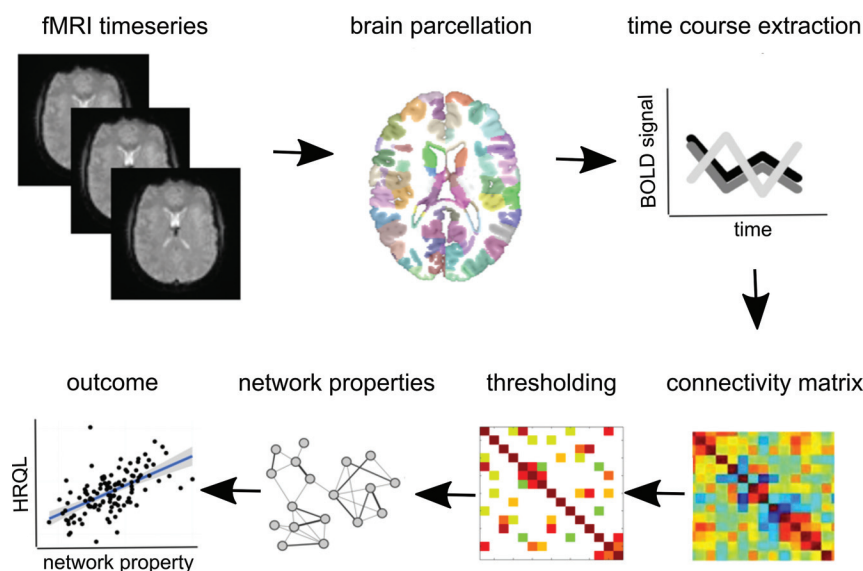 fMRI timeseries
brain parcellation
time course extraction
BOLD signal
time
outcome
network properties
thresholding
connectivity matrix
HRQL
network property